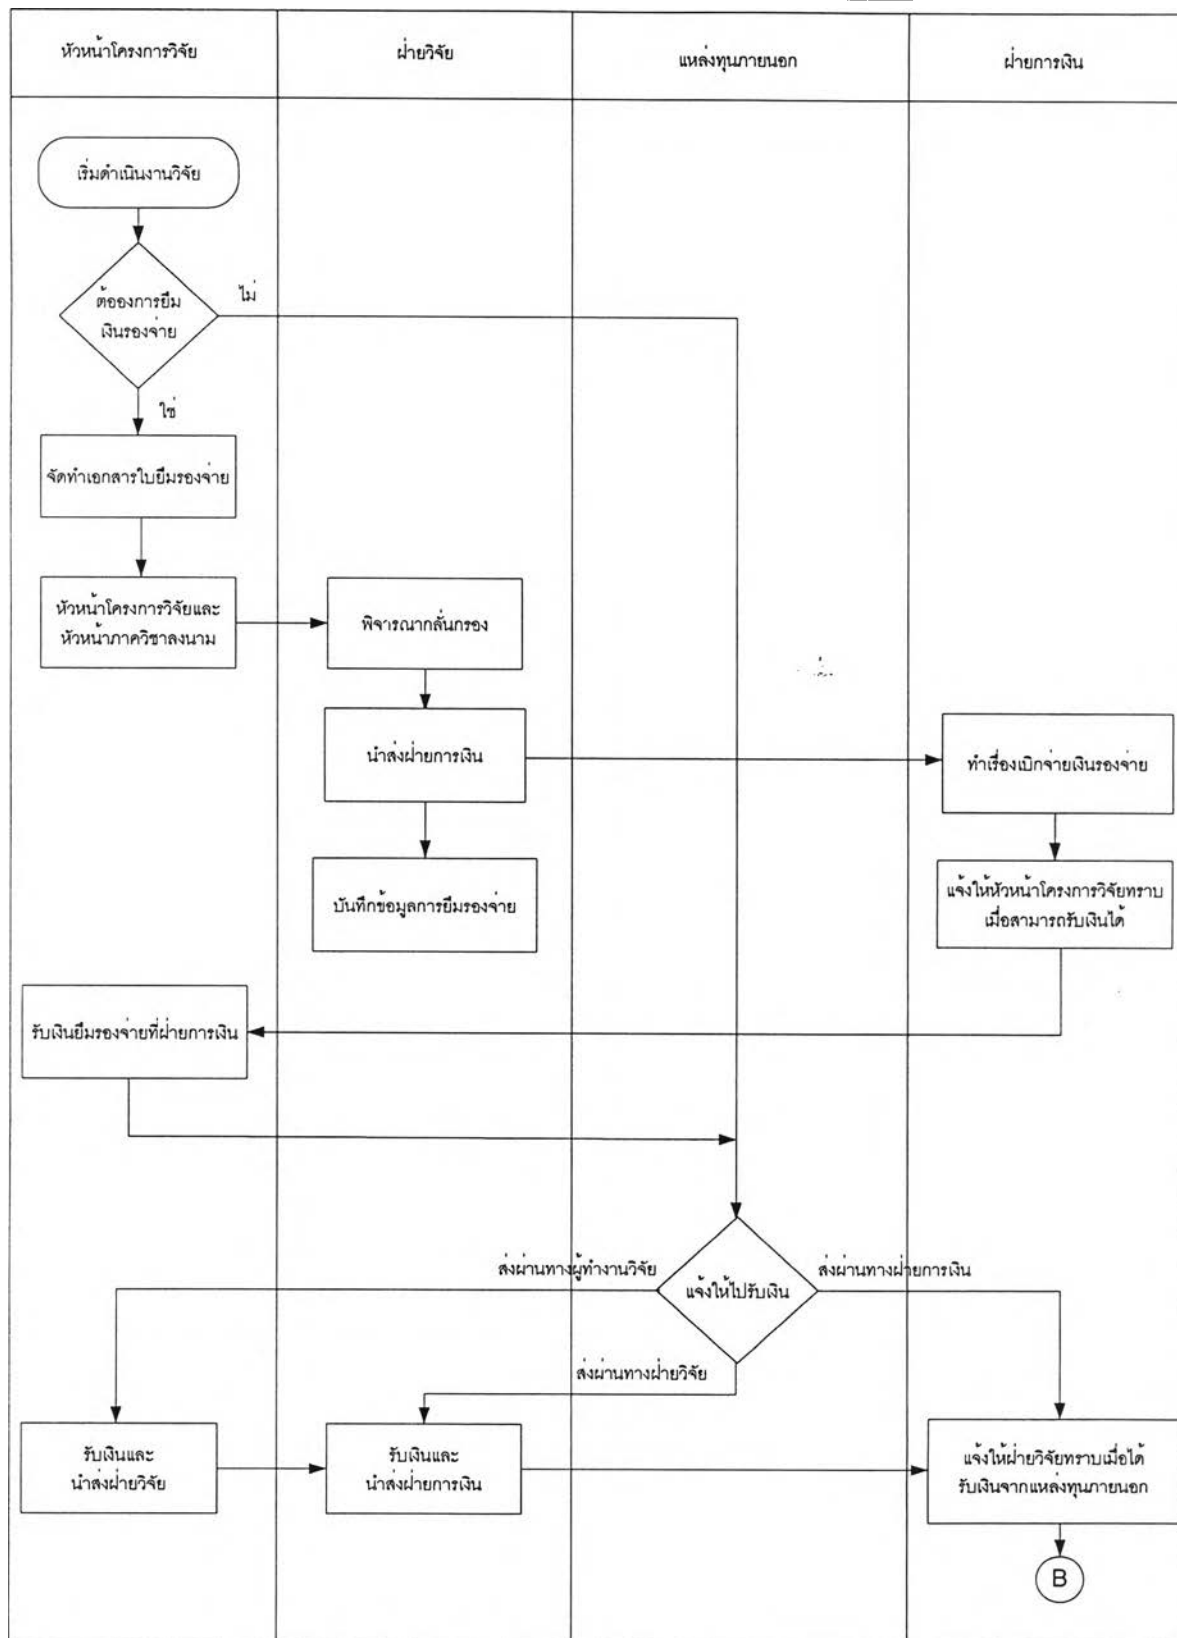 หัวหน้าโครงการวิจัย
ฝ่ายวิจัย
แหล่งทุนภายนอก
ฝ่ายการเงิน
เริ่มดำเนินงานวิจัย
ต้อองการยืม
เงินรองจ่าย
ไม่
ใช่
จัดทำเอกสารใบยืมรองจ่าย
หัวหน้าโครงการวิจัยและ
หัวหน้าภาควิชาลงนาม
พิจารณากลั่นกรอง
นำส่งฝ่ายการเงิน
ทำเรื่องเบิกจ่ายเงินรองจ่าย
บันทึกข้อมูลการยืมรองจ่าย
แจ้งให้หัวหน้าโครงการวิจัยทราบ
เมื่อสามารถรับเงินได้
รับเงินยืมรองจ่ายที่ฝ่ายการเงิน
ส่งผ่านทางผู้ทำงานวิจัย
แจ้งให้ไปรับเงิน
ส่งผ่านทางฝ่ายการเงิน
ส่งผ่านทางฝ่ายวิจัย
รับเงินและ
นำส่งฝ่ายวิจัย
รับเงินและ
นำส่งฝ่ายการเงิน
แจ้งให้ฝ่ายวิจัยทราบเมื่อได้
รับเงินจากแหล่งทุนภายนอก
B